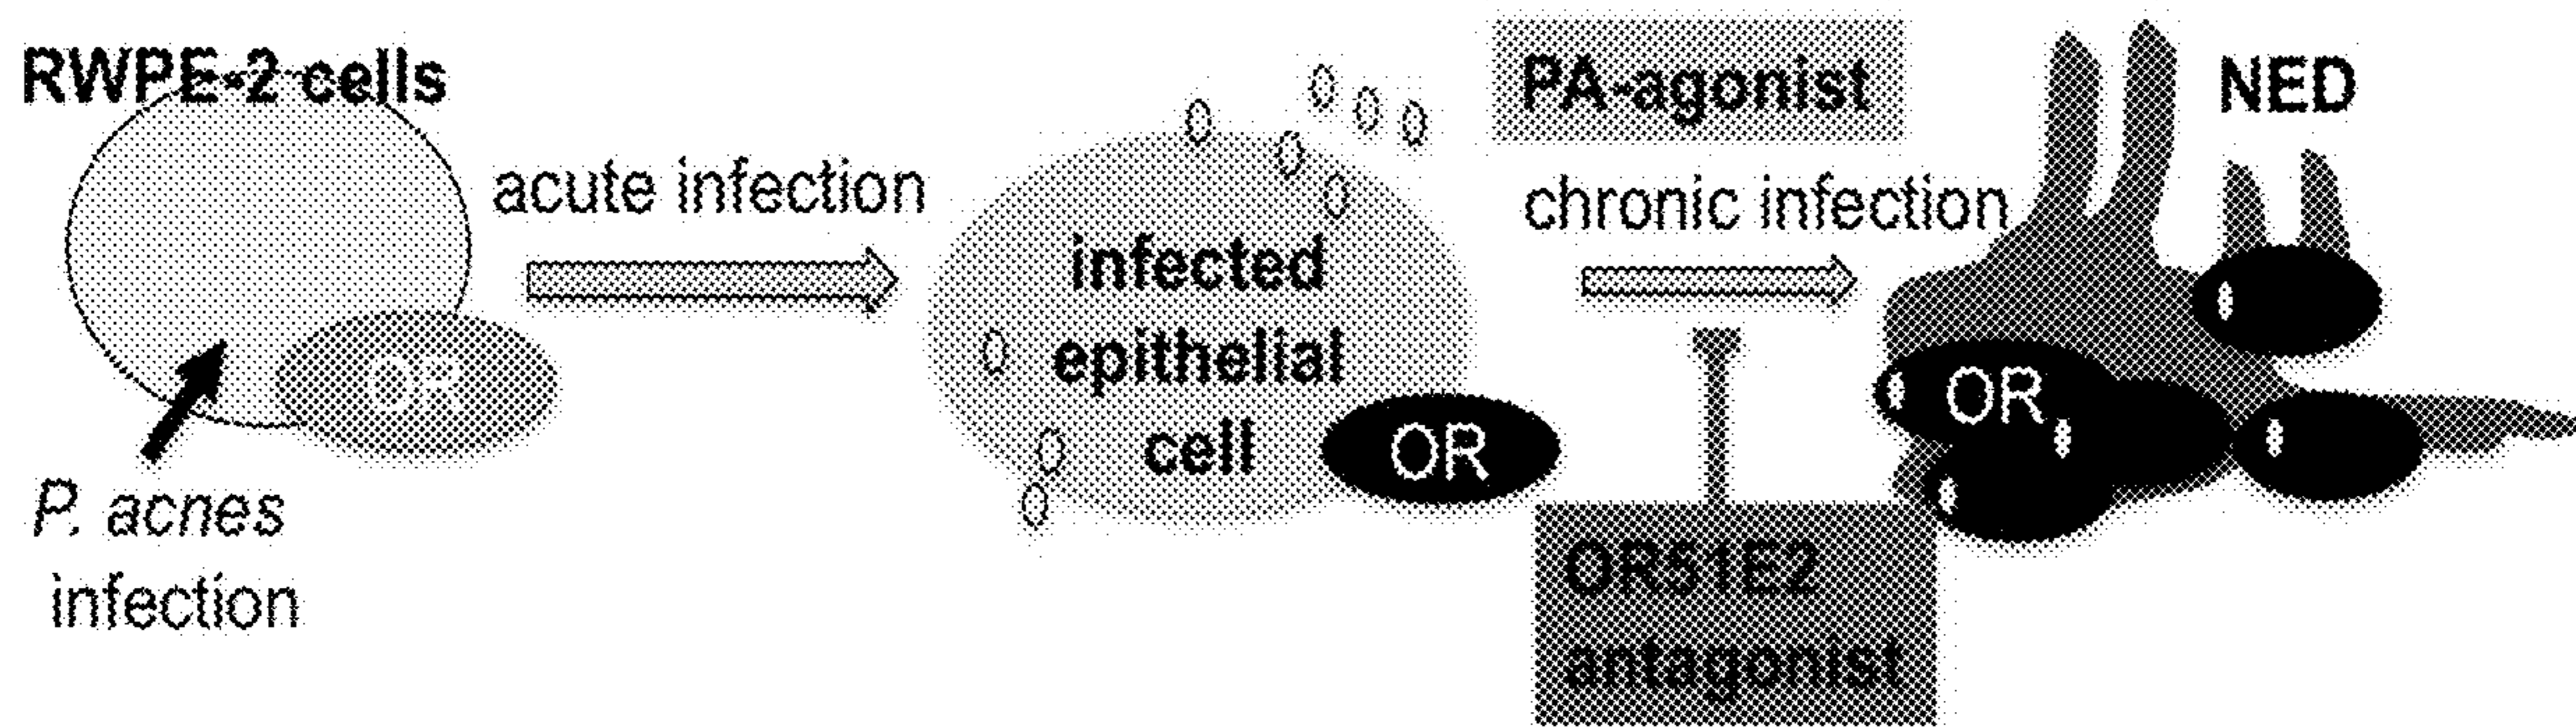 RWPE-2 cells
OR
P. acnes
infection
acute infection
infected
epithelial
cell
OR
PA-agonist
chronic infection
OR51E2
antagonist
NED
OR